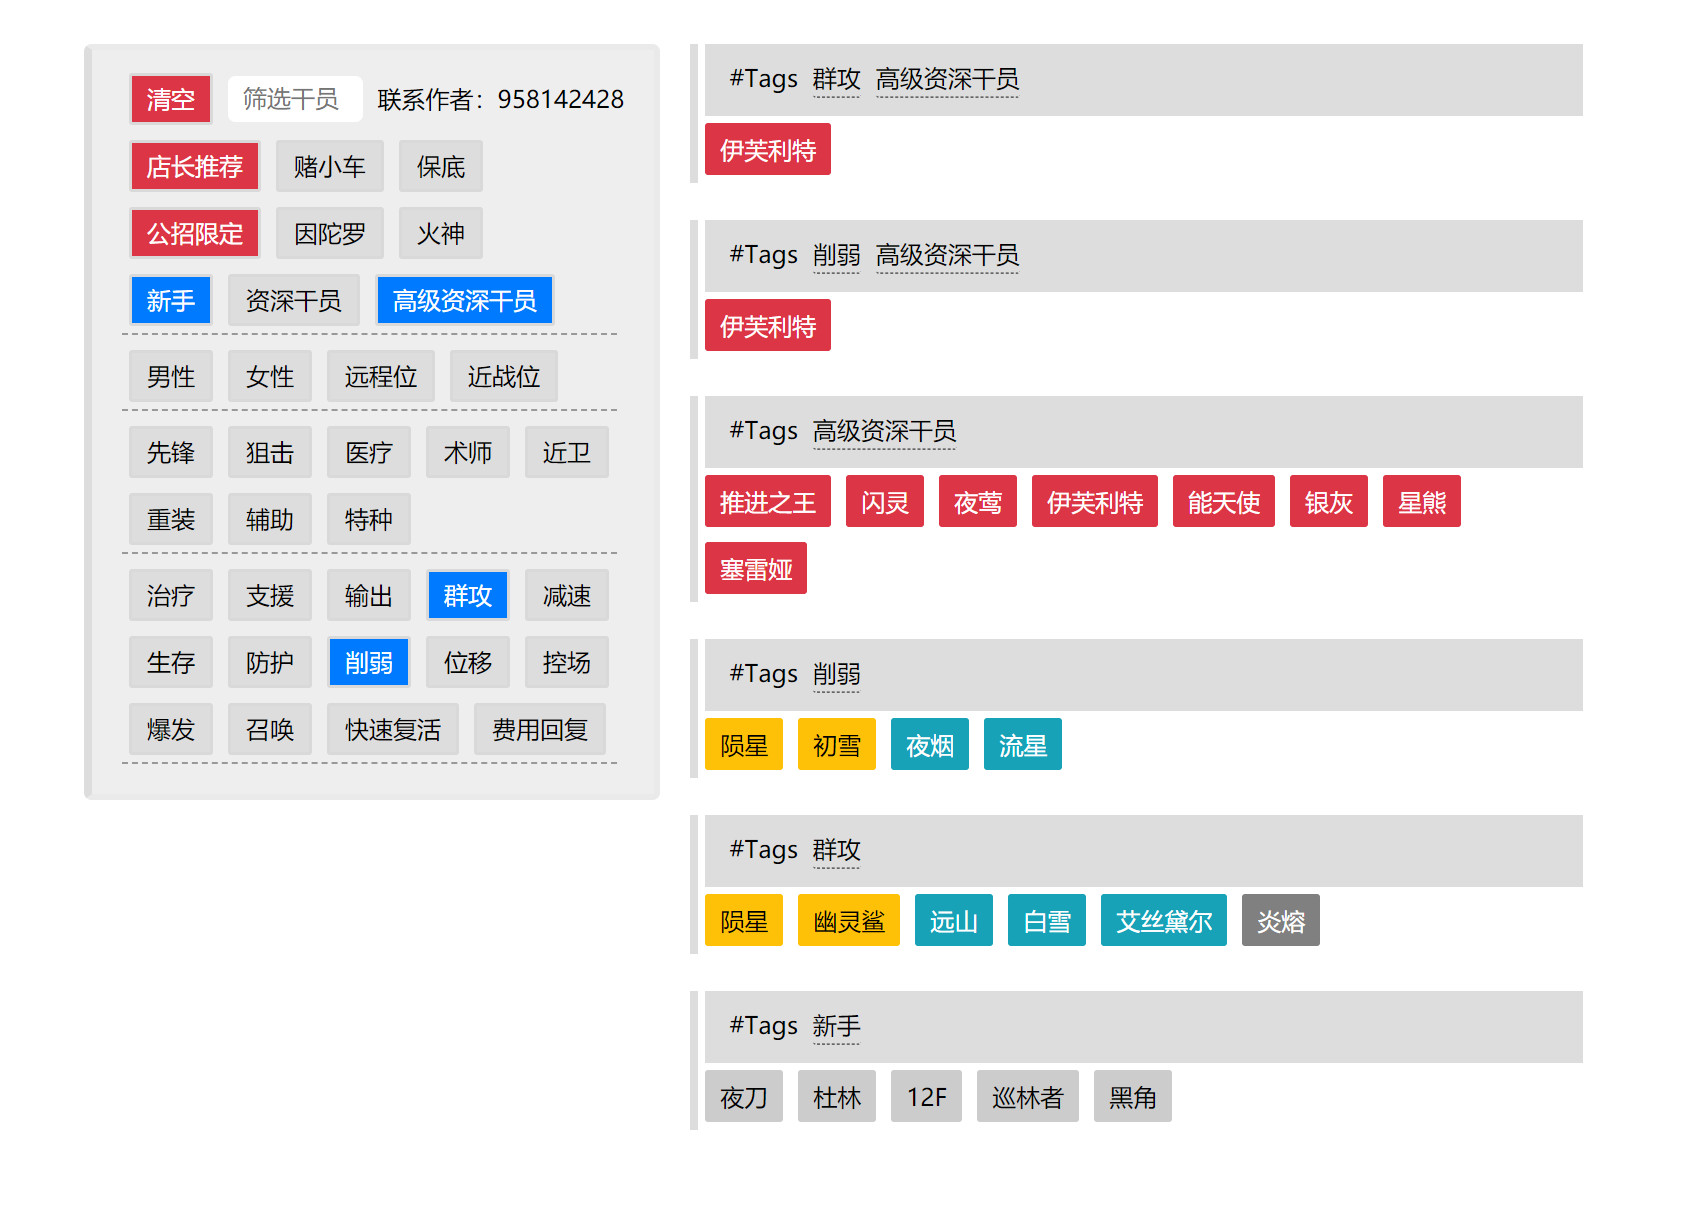 清空 筛选干员 联系作者：958142428
店长推荐 赌小车 保底
公招限定 因陀罗 火神
新手 资深干员 高级资深干员
男性 女性 远程位 近战位
先锋 狙击 医疗 术师 近卫
重装 辅助 特种
治疗 支援 输出 群攻 减速
生存 防护 削弱 位移 控场
爆发 召唤 快速复活 费用回复
#Tags 群攻 高级资深干员
伊芙利特
#Tags 削弱 高级资深干员
伊芙利特
#Tags 高级资深干员
推进之王 闪灵 夜莺 伊芙利特 能天使 银灰 星熊
塞雷娅
#Tags 削弱
陨星 初雪 夜烟 流星
#Tags 群攻
陨星 幽灵鲨 远山 白雪 艾丝黛尔 炎熔
#Tags 新手
夜刀 杜林 12F 巡林者 黑角